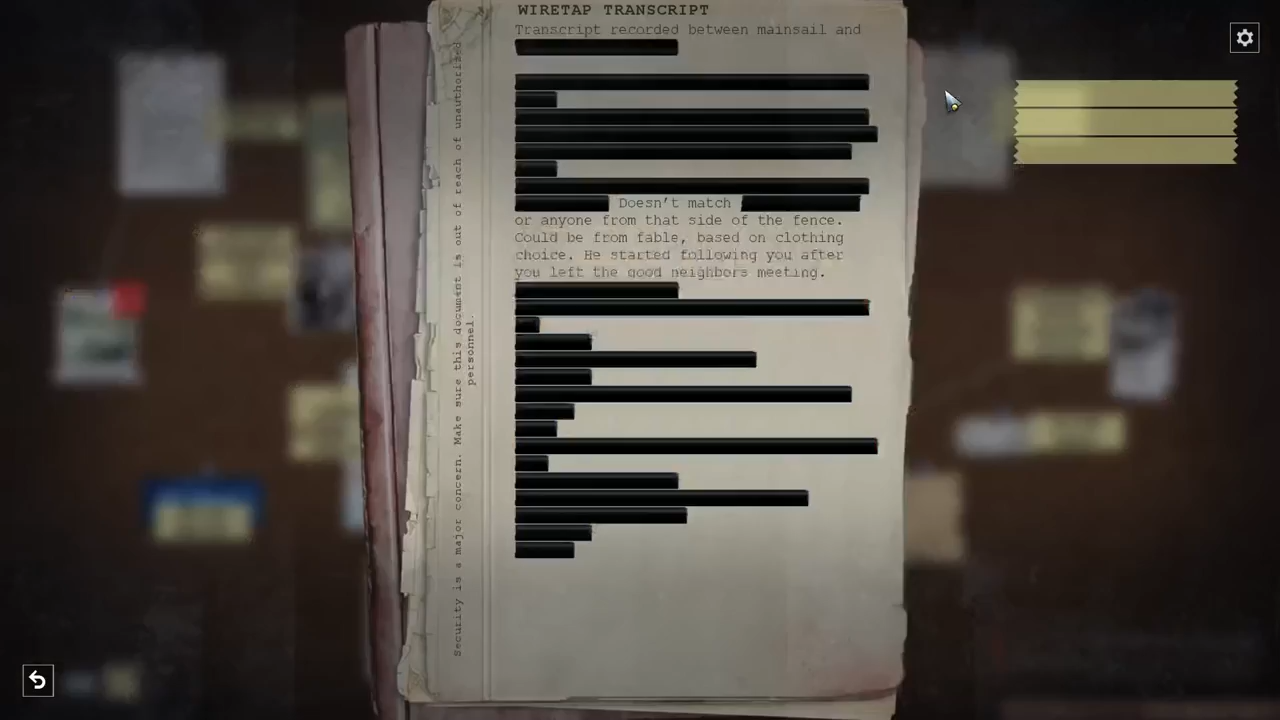 WIRETAP TRANSCRIPT
Transcript recorded between mainsail and
Doesn't match
or anyone from that side of the fence.
Could be from fable, based on clothing
choice. He started following you after
you left the good neighbors meeting.
Security is a major concern. Make sure this document is out of reach of unauthorised
personnel.